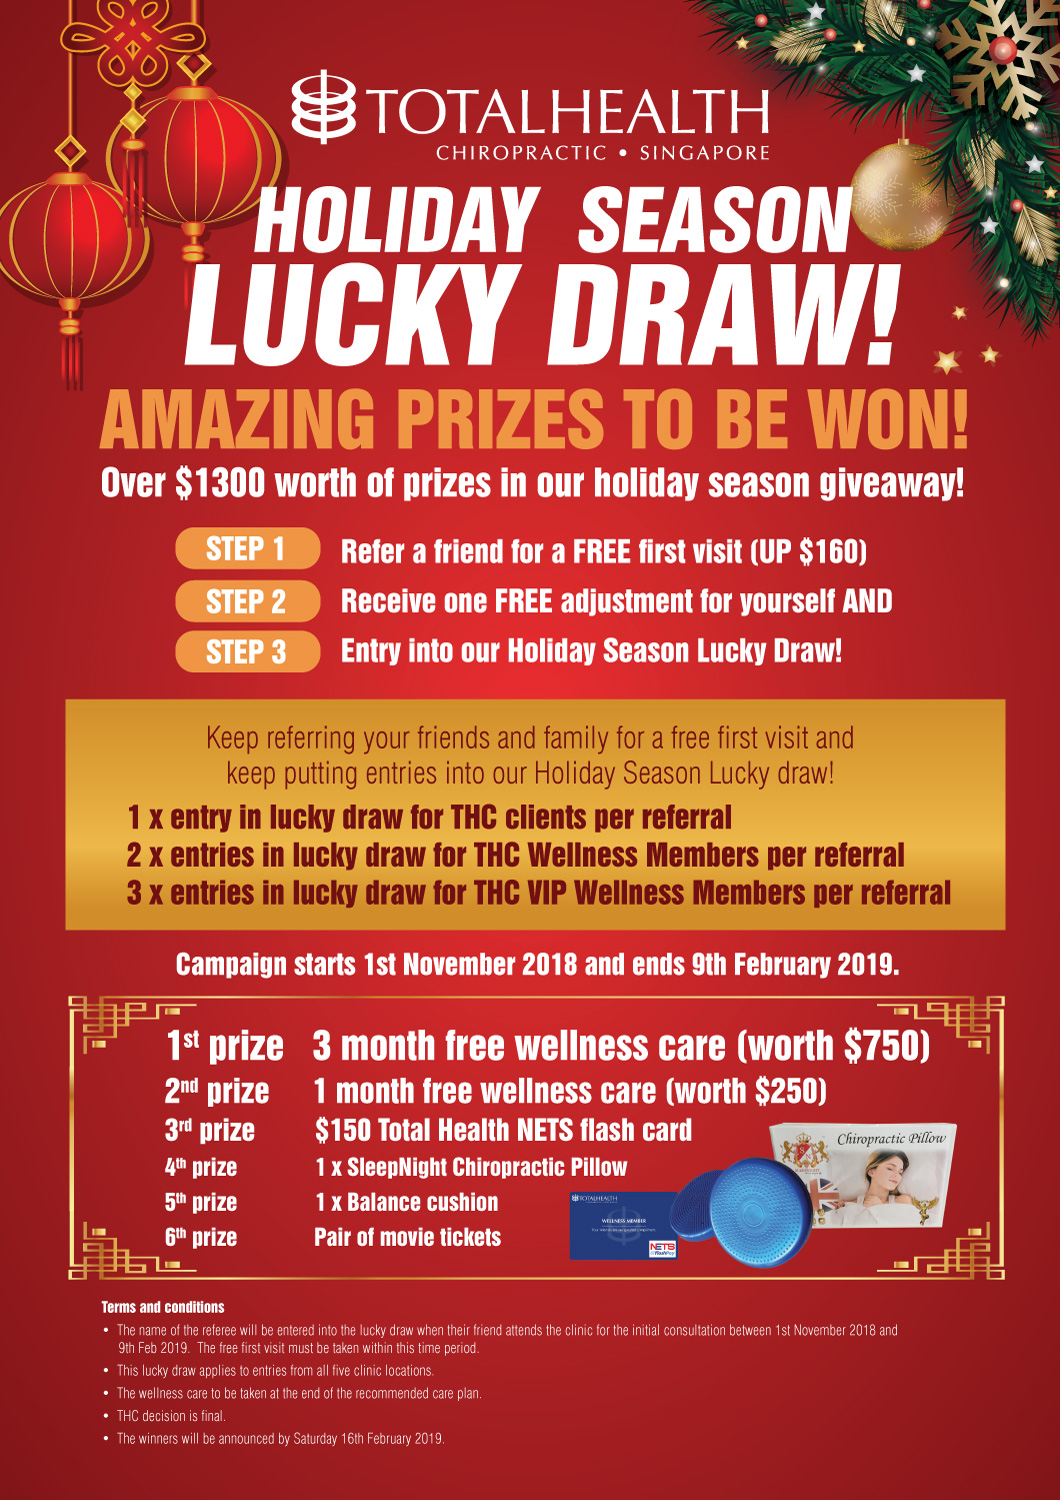 TOTALHEALTH
CHIROPRACTIC • SINGAPORE
HOLIDAY SEASON
LUCKY DRAW!
AMAZING PRIZES TO BE WON!
Over $1300 worth of prizes in our holiday season giveaway!
STEP 1 Refer a friend for a FREE first visit (UP $160)
STEP 2 Receive one FREE adjustment for yourself AND
STEP 3 Entry into our Holiday Season Lucky Draw!
Keep referring your friends and family for a free first visit and
keep putting entries into our Holiday Season Lucky draw!
1 x entry in lucky draw for THC clients per referral
2 x entries in lucky draw for THC Wellness Members per referral
3 x entries in lucky draw for THC VIP Wellness Members per referral
Campaign starts 1st November 2018 and ends 9th February 2019.
1st prize 3 month free wellness care (worth $750)
2nd prize 1 month free wellness care (worth $250)
3rd prize $150 Total Health NETS flash card
4th prize 1 x SleepNight Chiropractic Pillow
5th prize 1 x Balance cushion
6th prize Pair of movie tickets
Chiropractic Pillow
TOTALHEALTH
WELLNESS MEMBER
NETS
FlashPay
Terms and conditions
• The name of the referee will be entered into the lucky draw when their friend attends the clinic for the initial consultation between 1st November 2018 and
9th Feb 2019. The free first visit must be taken within this time period.
• This lucky draw applies to entries from all five clinic locations.
• The wellness care to be taken at the end of the recommended care plan.
• THC decision is final.
• The winners will be announced by Saturday 16th February 2019.